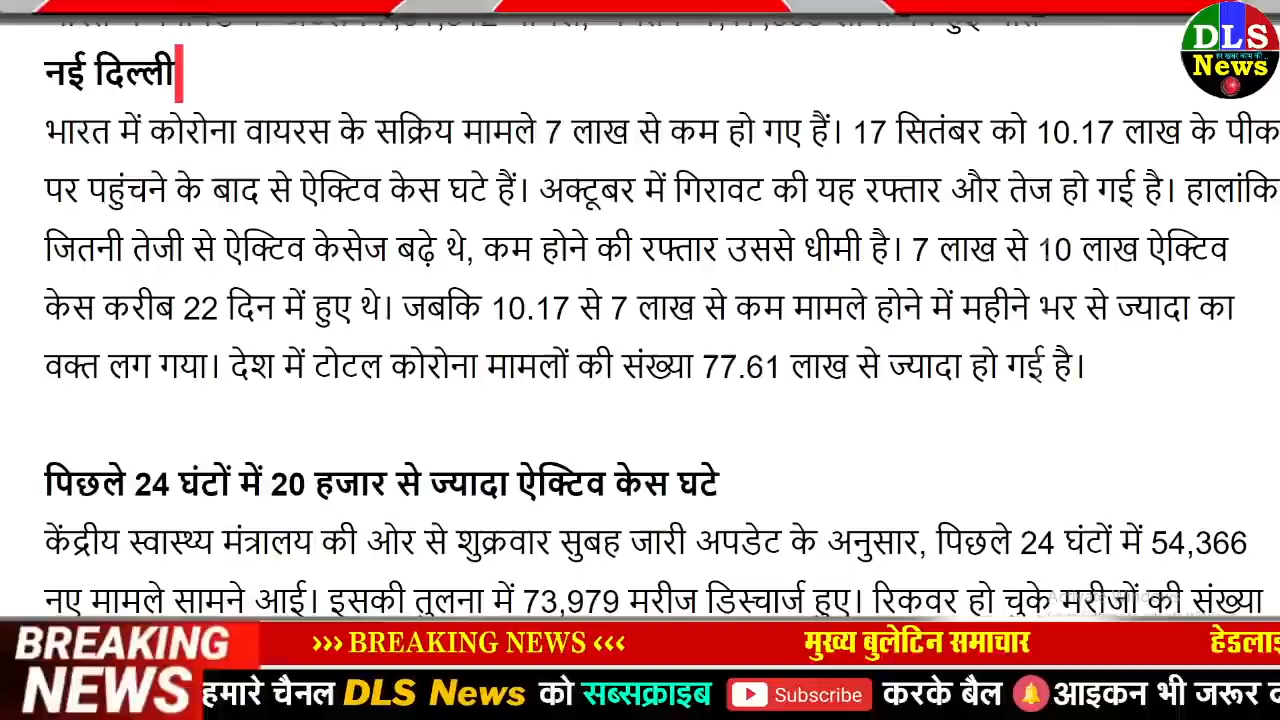 DLS
News
नई दिल्ली
भारत में कोरोना वायरस के सक्रिय मामले 7 लाख से कम हो गए हैं। 17 सितंबर को 10.17 लाख के पीक
पर पहुंचने के बाद से ऐक्टिव केस घटे हैं। अक्टूबर में गिरावट की यह रफ्तार और तेज हो गई है। हालांकि
जितनी तेजी से ऐक्टिव केसेज बढ़े थे, कम होने की रफ्तार उससे धीमी है। 7 लाख से 10 लाख ऐक्टिव
केस करीब 22 दिन में हुए थे। जबकि 10.17 से 7 लाख से कम मामले होने में महीने भर से ज्यादा का
वक्त लग गया। देश में टोटल कोरोना मामलों की संख्या 77.61 लाख से ज्यादा हो गई है।
पिछले 24 घंटों में 20 हजार से ज्यादा ऐक्टिव केस घटे
केंद्रीय स्वास्थ्य मंत्रालय की ओर से शुक्रवार सुबह जारी अपडेट के अनुसार, पिछले 24 घंटों में 54,366
नए मामले सामने आई। इसकी तुलना में 73,979 मरीज डिस्चार्ज हुए। रिकवर हो चुके मरीजों की संख्या
BREAKING NEWS
››› BREAKING NEWS ‹‹‹ मुख्य बुलेटिन समाचार
हमारे चैनल DLS News को सब्सक्राइब Subscribe करके बैल आइकन भी जरूर